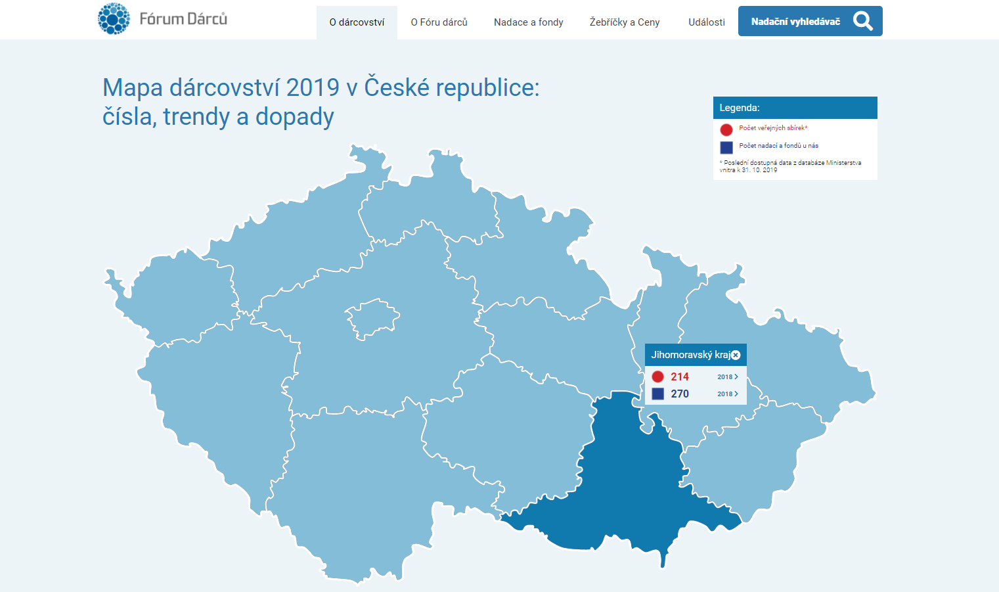 Fórum Dárců
O dárcovství
O Fóru dárců
Nadace a fondy
Žebříčky a Ceny
Události
Nadační vyhledávač
Mapa dárcovství 2019 v České republice:
čísla, trendy a dopady
Legenda:
Počet veřejných sbírek*
Počet nadací a fondů u nás
* Poslední dostupná data z databáze Ministerstva
vnitra k 31. 10. 2019
Jihomoravský kraj
214 2018
270 2018